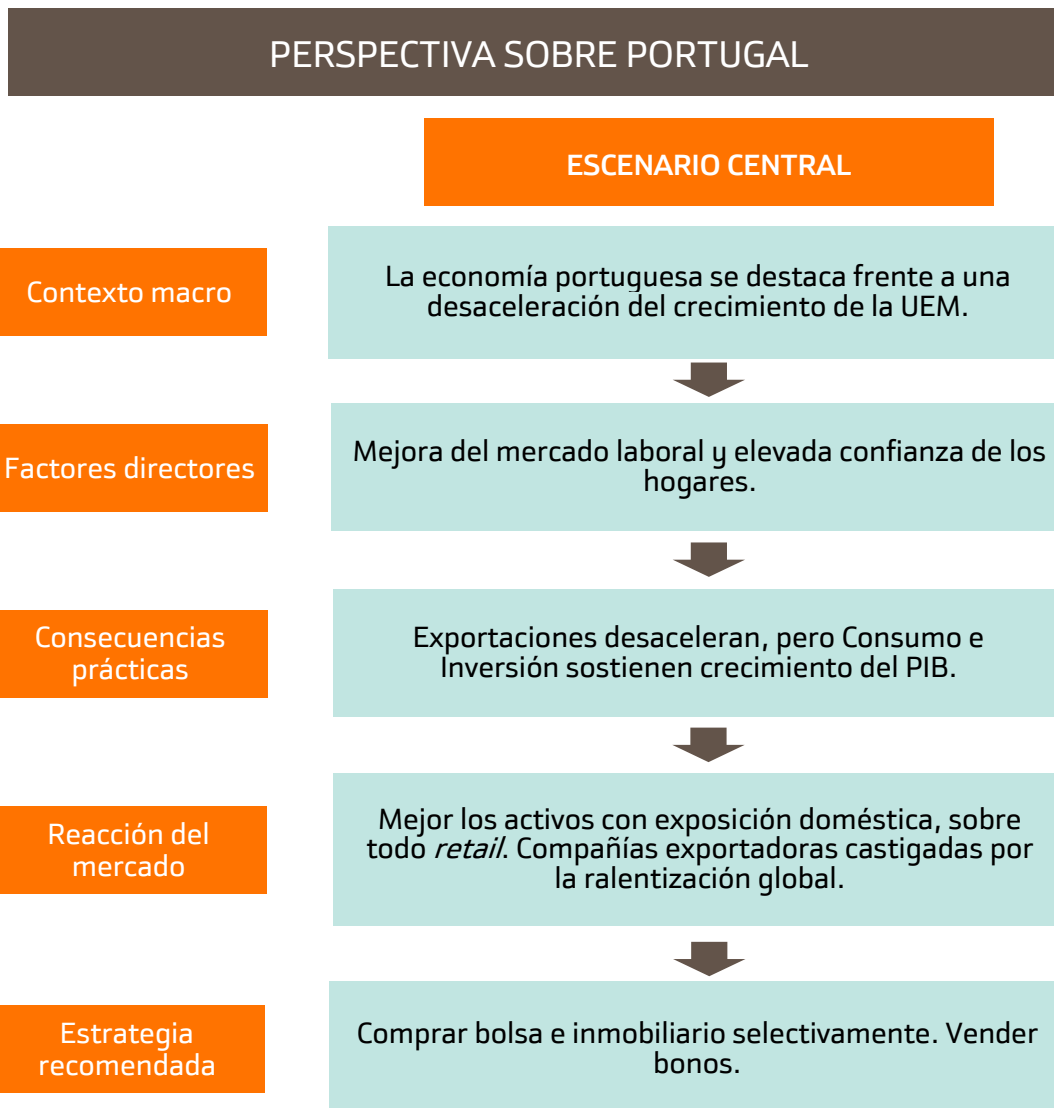 PERSPECTIVA SOBRE PORTUGAL
ESCENARIO CENTRAL
Contexto macro
La economía portuguesa se destaca frente a una
desaceleración del crecimiento de la UEM.
Factores directores
Mejora del mercado laboral y elevada confianza de los
hogares.
Consecuencias
prácticas
Exportaciones desaceleran, pero Consumo e
Inversión sostienen crecimiento del PIB.
Reacción del
mercado
Mejor los activos con exposición doméstica, sobre
todo retail. Compañías exportadoras castigadas por
la ralentización global.
Estrategia
recomendada
Comprar bolsa e inmobiliario selectivamente. Vender
bonos.